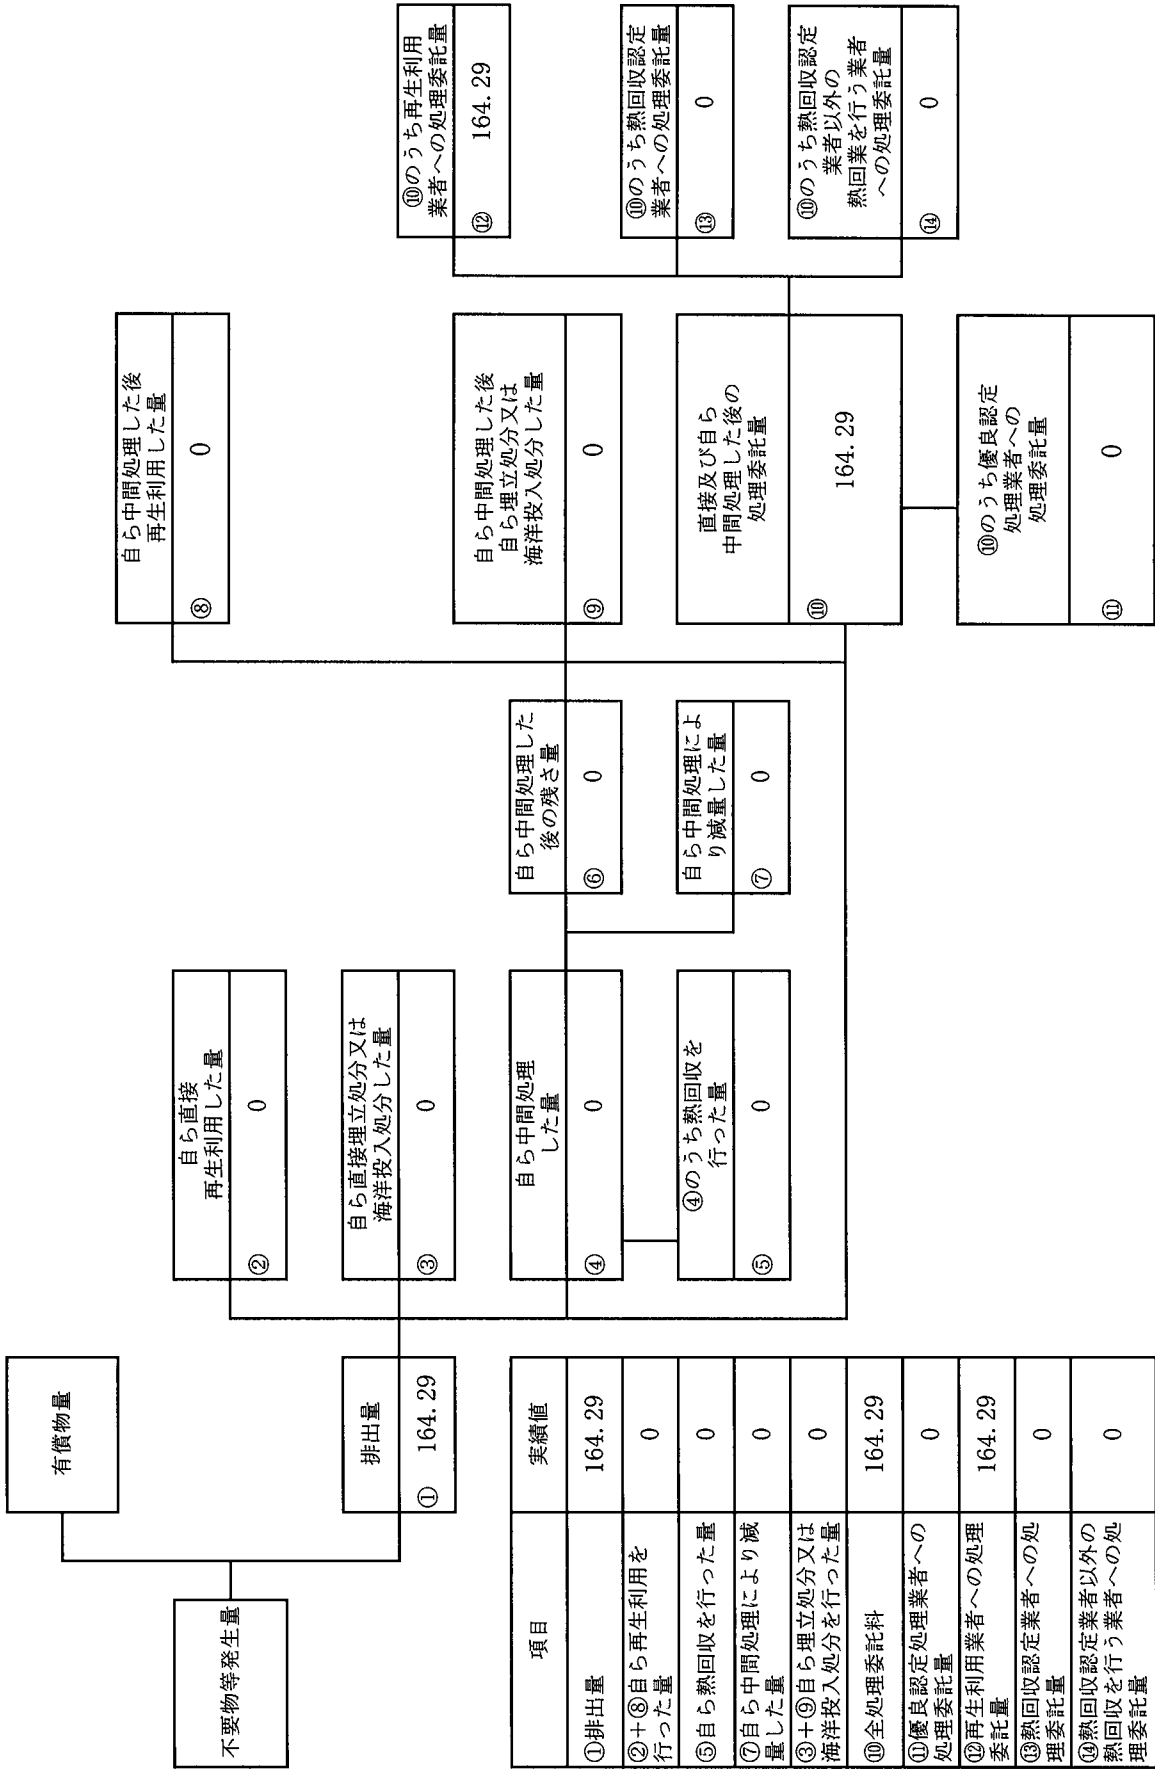 不要物等発生量
有償物量
排出量
① 164.29
自ら直接
再生利用した量
② 0
自ら直接埋立処分又は
海洋投入処分した量
③ 0
自ら中間処理
した量
④ 0
④のうち熱回収を
行った量
⑤ 0
自ら中間処理した
後の残さ量
⑥ 0
自ら中間処理によ
り減量した量
⑦ 0
自ら中間処理した後
再生利用した量
⑧ 0
自ら中間処理した後
自ら埋立処分又は
海洋投入処分した量
⑨ 0
直接及び自ら
中間処理した後の
処理委託量
⑩ 164.29
⑩のうち優良認定
処理業者への
処理委託量
⑪ 0
⑩のうち再生利用
業者への処理委託量
⑫ 164.29
⑩のうち熱回収認定
業者への処理委託量
⑬ 0
⑩のうち熱回収認定
業者以外の
熱回業を行う業者
への処理委託量
⑭ 0
項目 実績値
①排出量 164.29
②+⑧自ら再生利用を
行った量 0
⑤自ら熱回収を行った量 0
⑦自ら中間処理により減
量した量 0
③+⑨自ら埋立処分又は
海洋投入処分を行った量 0
⑩全処理委託料 164.29
⑪優良認定処理業者への
処理委託量 0
⑫再生利用業者への処理
委託量 164.29
⑬熱回収認定業者への処
理委託量 0
⑭熱回収認定業者以外の
熱回収を行う業者への処
理委託量 0